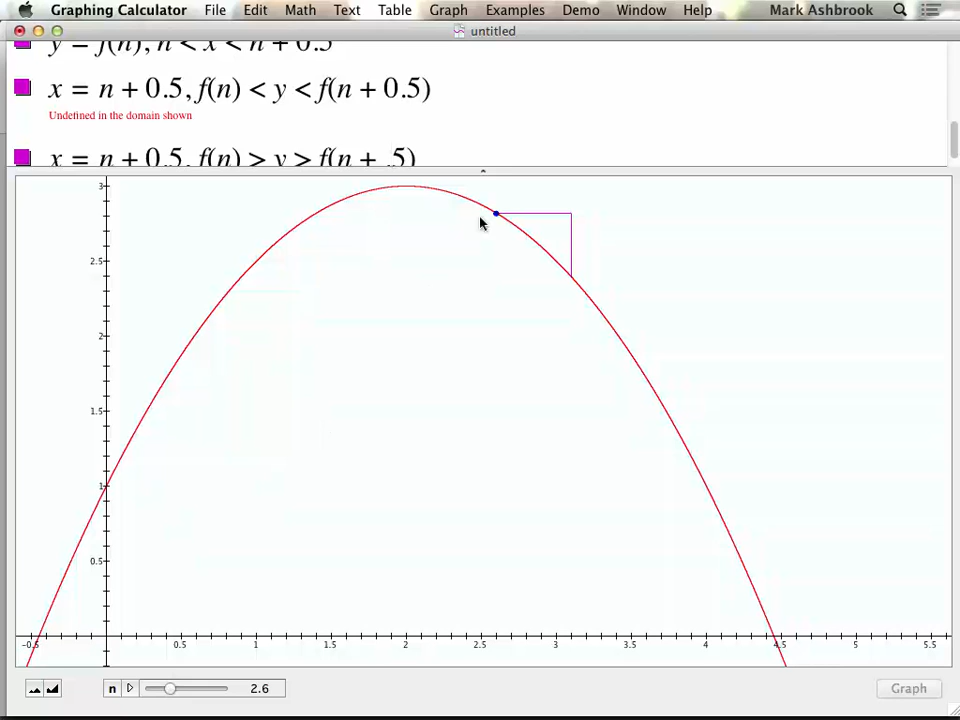 Graphing Calculator File Edit Math Text Table Graph Examples Demo Window Help Mark Ashbrook
untitled
y = f(n), n < x < n + 0.5
x = n + 0.5, f(n) < y < f(n + 0.5)
Undefined in the domain shown
x = n + 0.5, f(n) > y > f(n + .5)
3
2.5
2
1.5
1
0.5
-0.5 0.5 1 1.5 2 2.5 3 3.5 4 4.5 5 5.5
n 2.6 Graph